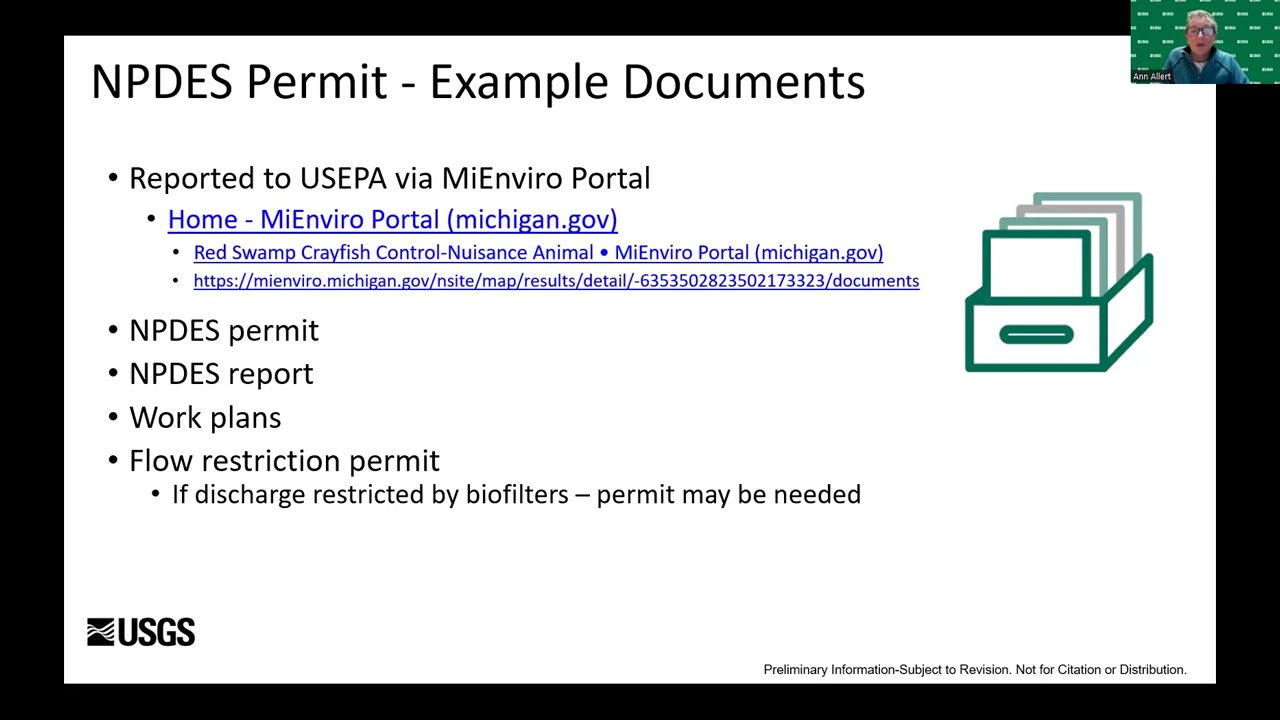 NPDES Permit - Example Documents
Ann Allert
• Reported to USEPA via MiEnviro Portal
• Home - MiEnviro Portal (michigan.gov)
• Red Swamp Crayfish Control-Nuisance Animal • MiEnviro Portal (michigan.gov)
• https://mienviro.michigan.gov/nsite/map/results/detail/-6353502823502173323/documents
• NPDES permit
• NPDES report
• Work plans
• Flow restriction permit
• If discharge restricted by biofilters – permit may be needed
USGS
Preliminary Information-Subject to Revision. Not for Citation or Distribution.